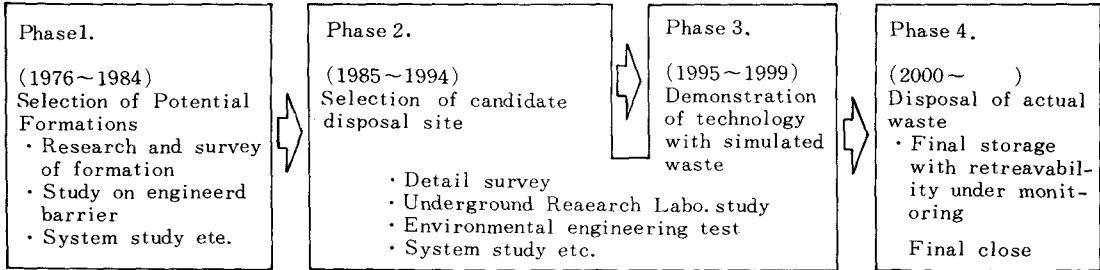 Phase1.
(1976~1984)
Selection of Potential
Formations
· Research and survey
of formation
· Study on engineerd
barrier
· System study ete.
Phase 2.
(1985~1994)
Selection of candidate
disposal site
Phase 3.
(1995~1999)
Demonstration
of technology
with simulated
waste
· Detail survey
· Underground Reaearch Labo. study
· Environmental engineering test
· System study etc.
Phase 4.
(2000~ )
Disposal of actual
waste
· Final storage
with retreavabil-
ity under monit-
oring
Final close